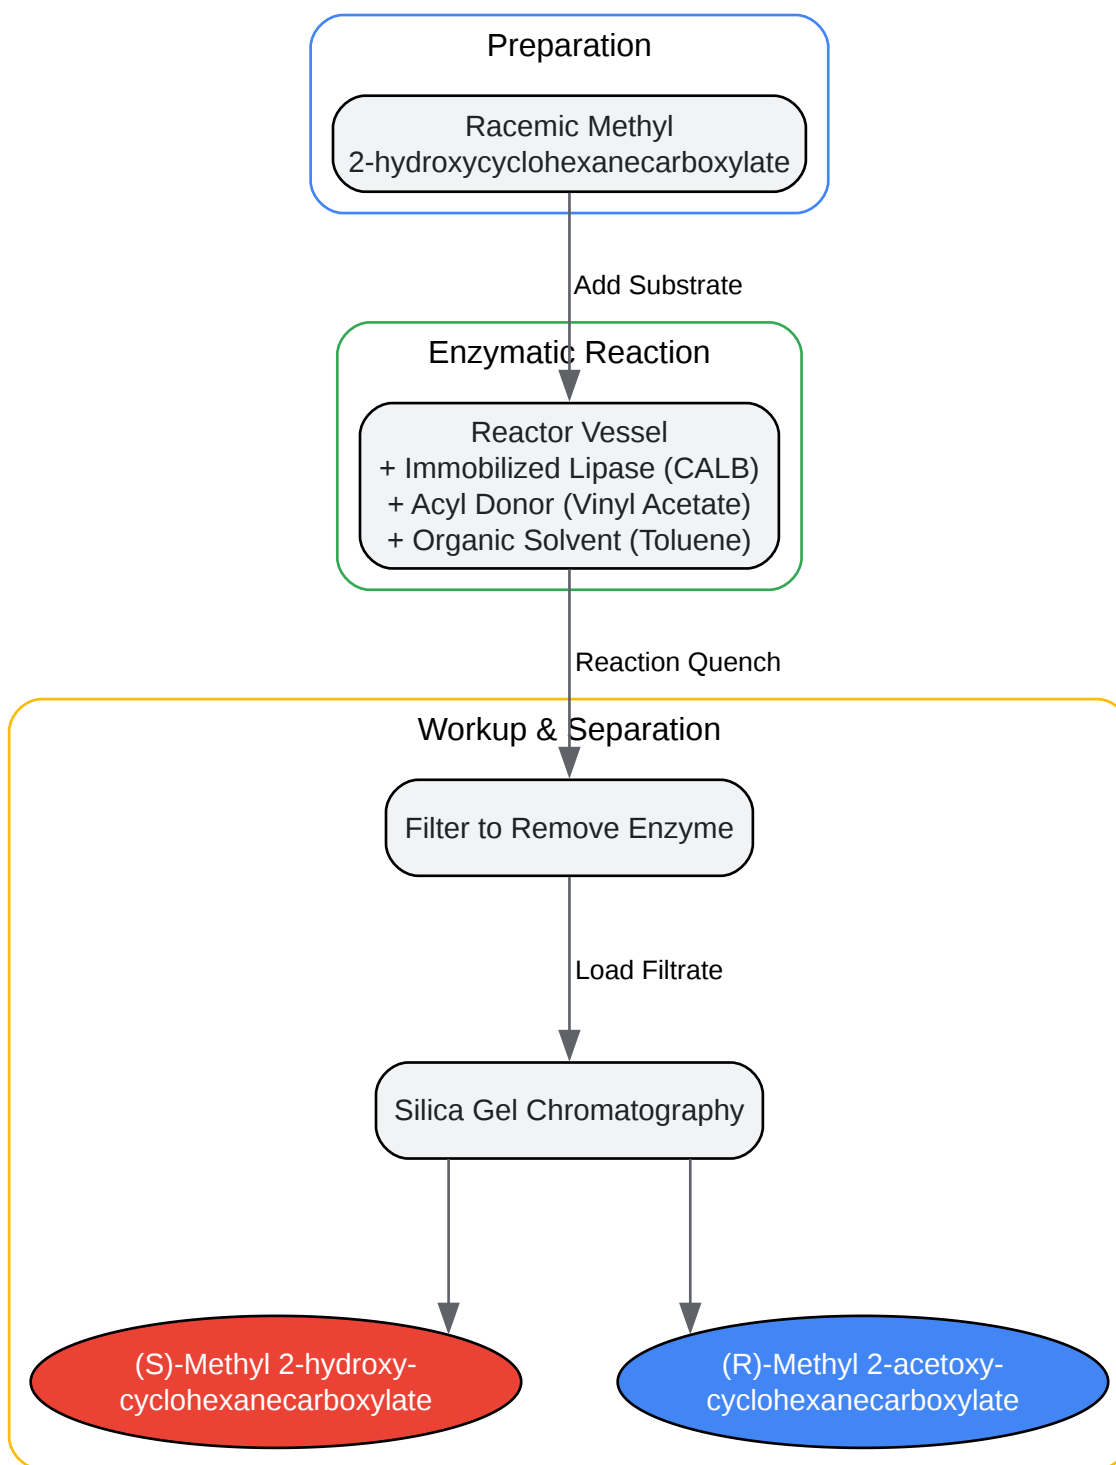 Preparation
Racemic Methyl
2-hydroxycyclohexanecarboxylate
Add Substrate
Enzymatic Reaction
Reactor Vessel
+ Immobilized Lipase (CALB)
+ Acyl Donor (Vinyl Acetate)
+ Organic Solvent (Toluene)
Reaction Quench
Workup & Separation
Filter to Remove Enzyme
Load Filtrate
Silica Gel Chromatography
(S)-Methyl 2-hydroxy-
cyclohexanecarboxylate
(R)-Methyl 2-acetoxy-
cyclohexanecarboxylate